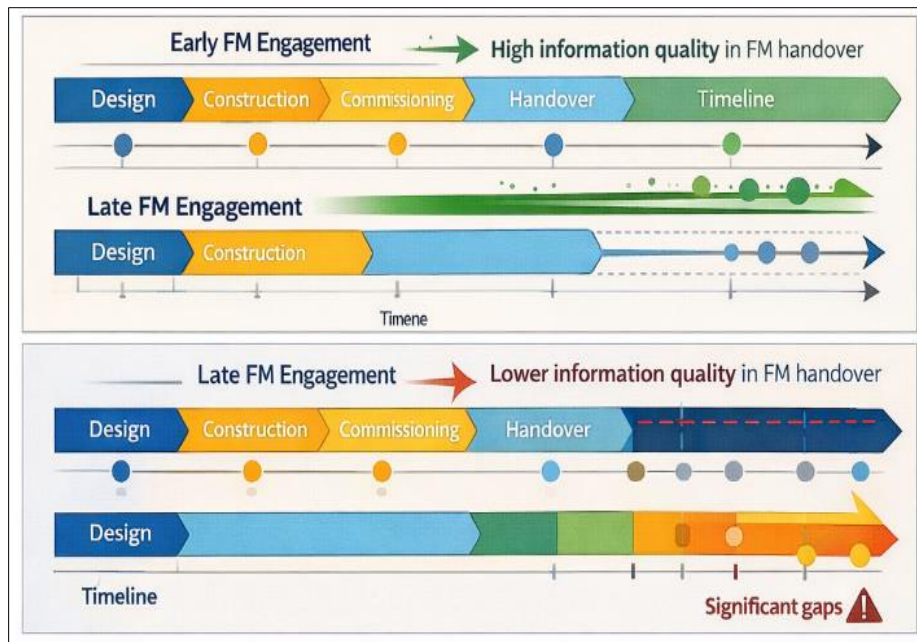 Early FM Engagement High information quality in FM handover
Design Construction Commissioning Handover Timeline
Late FM Engagement
Design Construction
Timene
Late FM Engagement Lower information quality in FM handover
Design Construction Commissioning Handover
Design
Timeline
Significant gaps